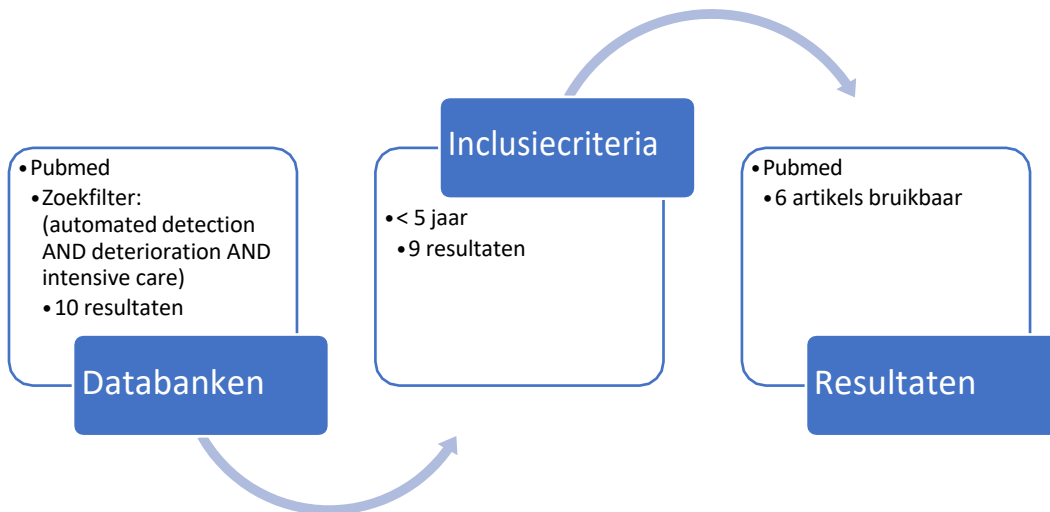 • Pubmed
• Zoekfilter:
(automated detection
AND deterioration AND
intensive care)
• 10 resultaten
Databanken
Inclusiecriteria
• < 5 jaar
• 9 resultaten
• Pubmed
• 6 artikels bruikbaar
Resultaten